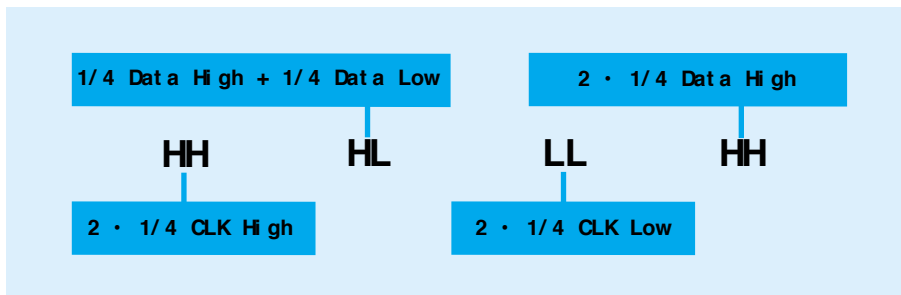 1/4 Data High + 1/4 Data Low
2 · 1/4 Data High
HH HL LL HH
2 · 1/4 CLK High
2 · 1/4 CLK Low